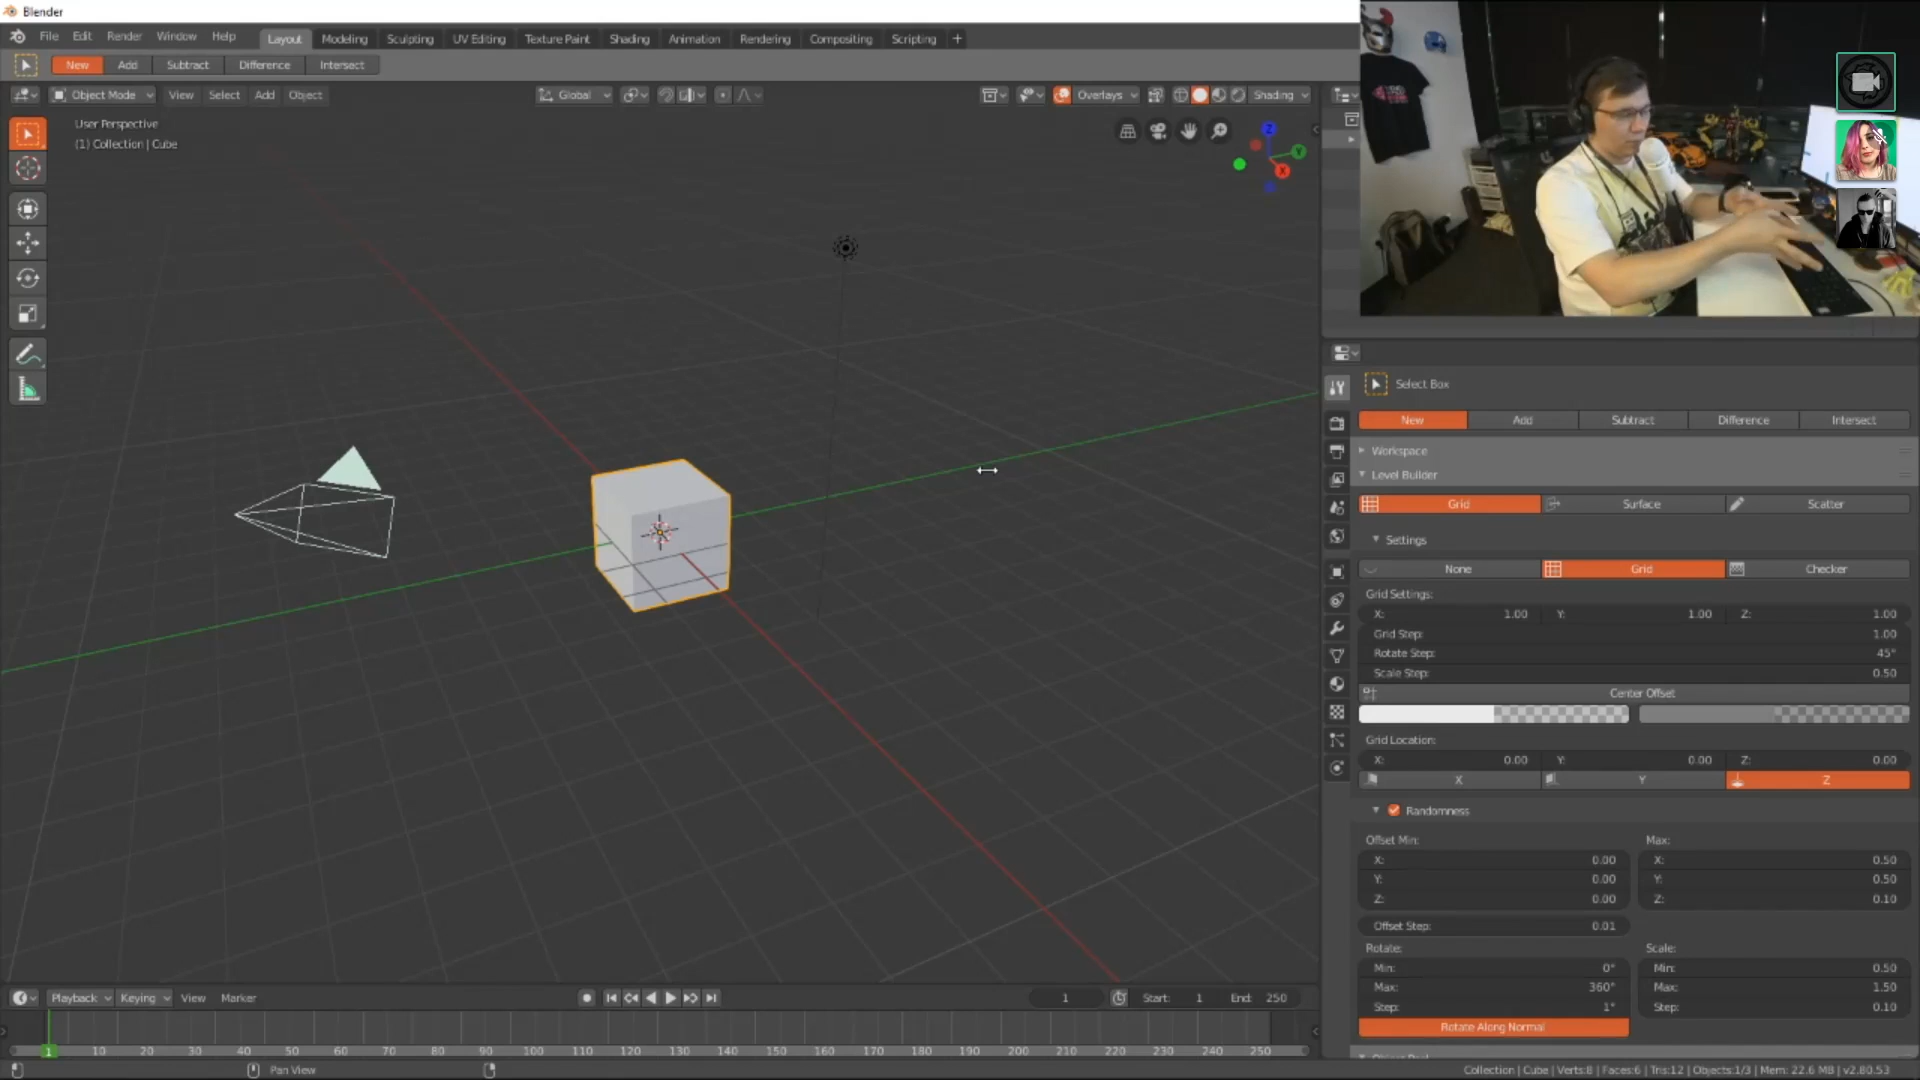 Blender
File Edit Render Window Help Layout Modeling Sculpting UV Editing Texture Paint Shading Animation Rendering Compositing Scripting +
New Add Subtract Difference Intersect
Object Mode View Select Add Object Global Overlays Shading
User Perspective
(1) Collection | Cube
Z
Y
X
Select Box
New Add Subtract Difference Intersect
Workspace
Level Builder
Grid Surface Scatter
Settings
None Grid Checker
Grid Settings:
X: 1.00 Y: 1.00 Z: 1.00
Grid Step: 1.00
Rotate Step: 45°
Scale Step: 0.50
Center Offset
Grid Location:
X: 0.00 Y: 0.00 Z: 0.00
X Y Z
Randomness
Offset Min: Max:
X: 0.00 X: 0.50
Y: 0.00 Y: 0.50
Z: 0.00 Z: 0.10
Offset Step: 0.01
Rotate: Scale:
Min: 0° Min: 0.50
Max: 360° Max: 1.50
Step: 1° Step: 0.10
Rotate Along Normal
Playback Keying View Marker 1 Start: 1 End: 250
1 10 20 30 40 50 60 70 80 90 100 110 120 130 140 150 160 170 180 190 200 210 220 230 240 250
Pan View
Collection | Cube | Verts:8 | Faces:6 | Tris:12 | Objects:1/3 | Mem: 22.6 MB | v2.80.53